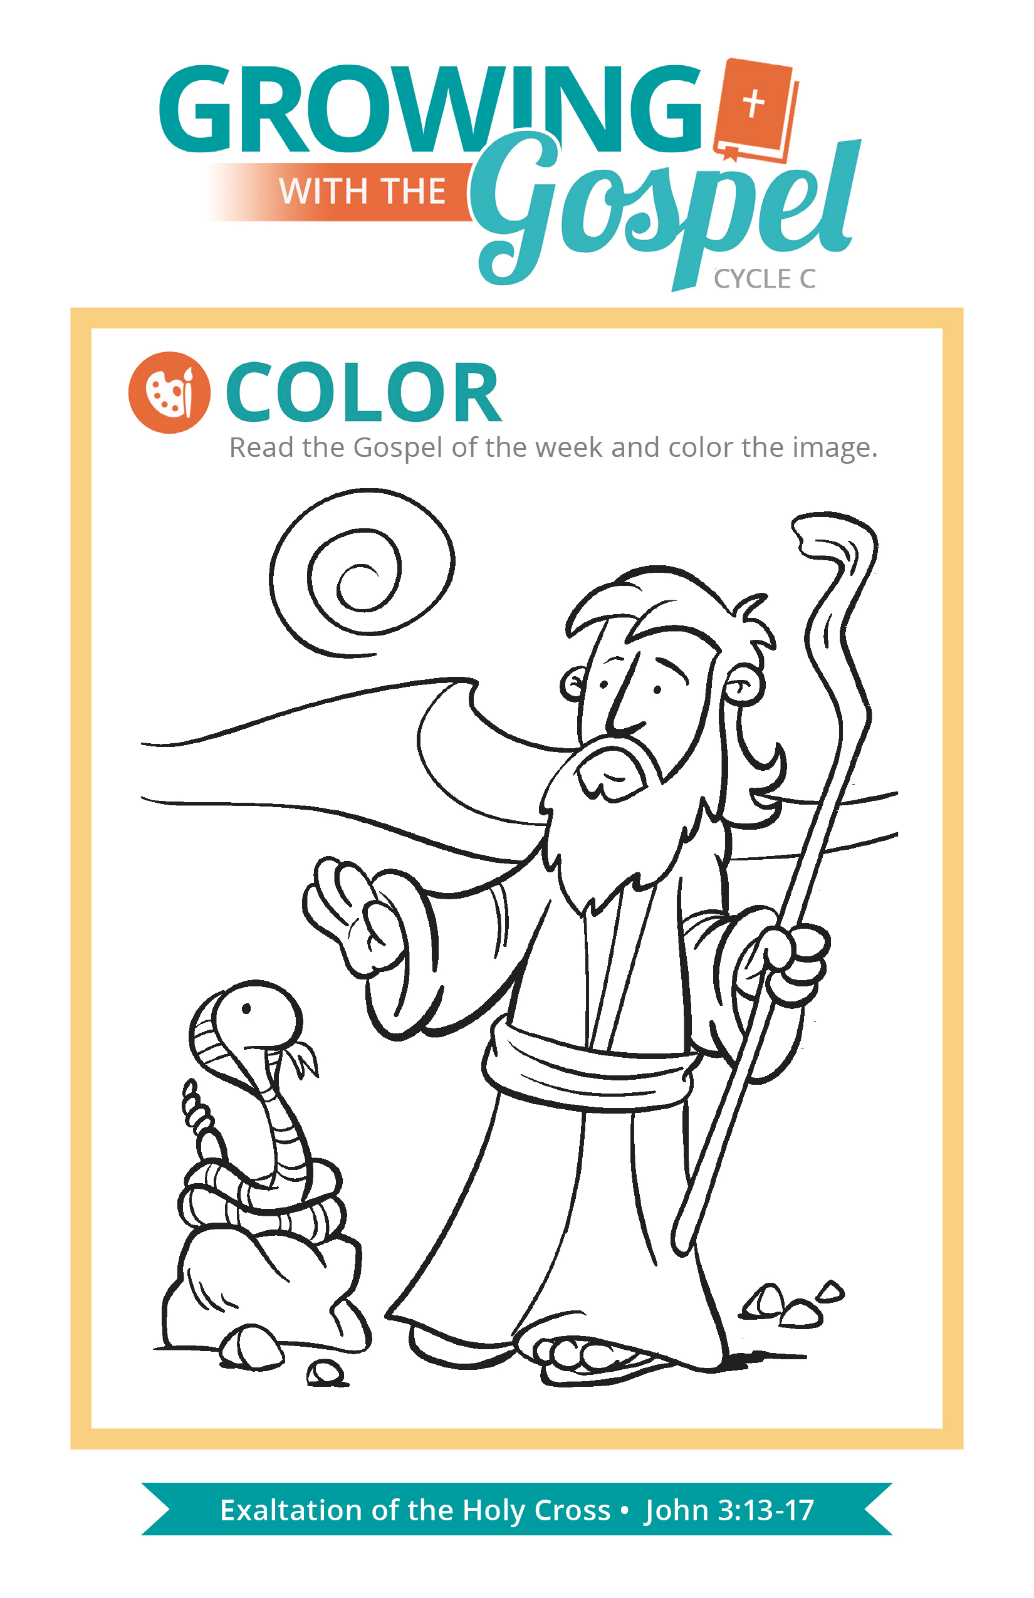 GROWING
WITH THE Gospel
CYCLE C
COLOR
Read the Gospel of the week and color the image.
Exaltation of the Holy Cross • John 3:13-17